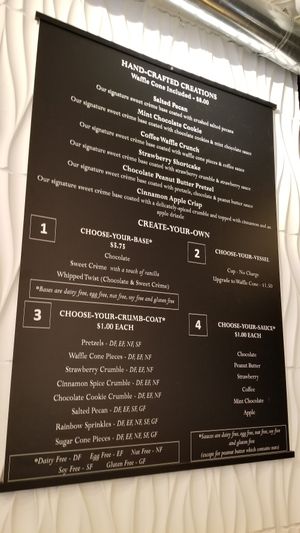 HAND-CRAFTED CREATIONS
Waffle Cone Included - $8.00
Salted Pecan
Our signature sweet crème base coated with crushed salted pecans
Mint Chocolate Cookie
Our signature sweet crème base coated with chocolate cookies & mint chocolate sauce
Coffee Waffle Crunch
Our signature sweet crème base coated with waffle cone pieces & coffee sauce
Strawberry Shortcake
Our signature sweet crème base coated with strawberry crumble & strawberry sauce
Chocolate Peanut Butter Pretzel
Our signature sweet crème base coated with pretzels, chocolate & peanut butter sauce
Cinnamon Apple Crisp
Our signature sweet crème base coated with a delicately-spiced crumble and topped with cinnamon and an
apple drizzle
CREATE-YOUR-OWN
1
CHOOSE-YOUR-BASE*
$5.75
Chocolate
Sweet Crème with a touch of vanilla
Whipped Twist (Chocolate & Sweet Crème)
*Bases are dairy free, egg free, nut free, soy free and gluten free
2
CHOOSE-YOUR-VESSEL
Cup - No Charge
Upgrade to Waffle Cone - $1.50
3
CHOOSE-YOUR-CRUMB-COAT*
$1.00 EACH
Pretzels - DF, EF, NF, SF
Waffle Cone Pieces - DF, EF, NF
Strawberry Crumble - DF, EF, NF
Cinnamon Spice Crumble - DF, EF, NF
Chocolate Cookie Crumble - DF, EF, NF
Salted Pecan - DF, EF, SF, GF
Rainbow Sprinkles - DF, EF, NF, SF, GF
Sugar Cone Pieces - DF, EF, NF
*Dairy Free - DF Egg Free - EF Nut Free - NF
Soy Free - SF Gluten Free - GF
4
CHOOSE-YOUR-SAUCE*
$1.00 EACH
Chocolate
Peanut Butter
Strawberry
Coffee
Mint Chocolate
Apple
*Sauces are dairy free, egg free, nut free, soy free
and gluten free
(except for peanut butter which contains nuts)